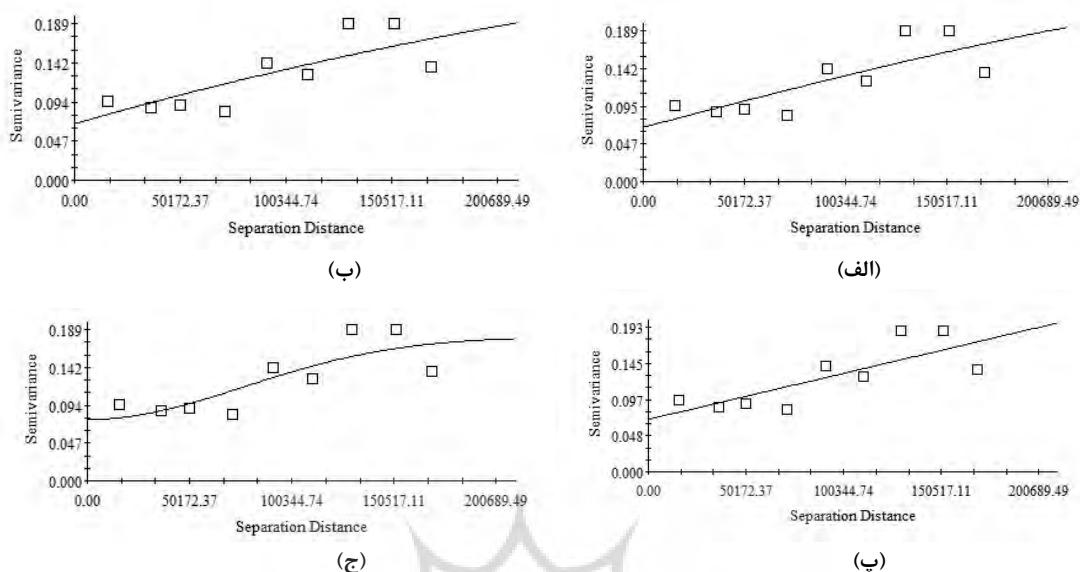 0.189
0.142
0.094
0.047
0.000
Semivariance
0.00 50172.37 100344.74 150517.11 200689.49
Separation Distance
(ب)
0.189
0.142
0.095
0.047
0.000
Semivariance
0.00 50172.37 100344.74 150517.11 200689.49
Separation Distance
(الف)
0.189
0.142
0.094
0.047
0.000
Semivariance
0.00 50172.37 100344.74 150517.11 200689.49
Separation Distance
(ج)
0.193
0.145
0.097
0.048
0.000
Semivariance
0.00 50172.37 100344.74 150517.11 200689.49
Separation Distance
(پ)